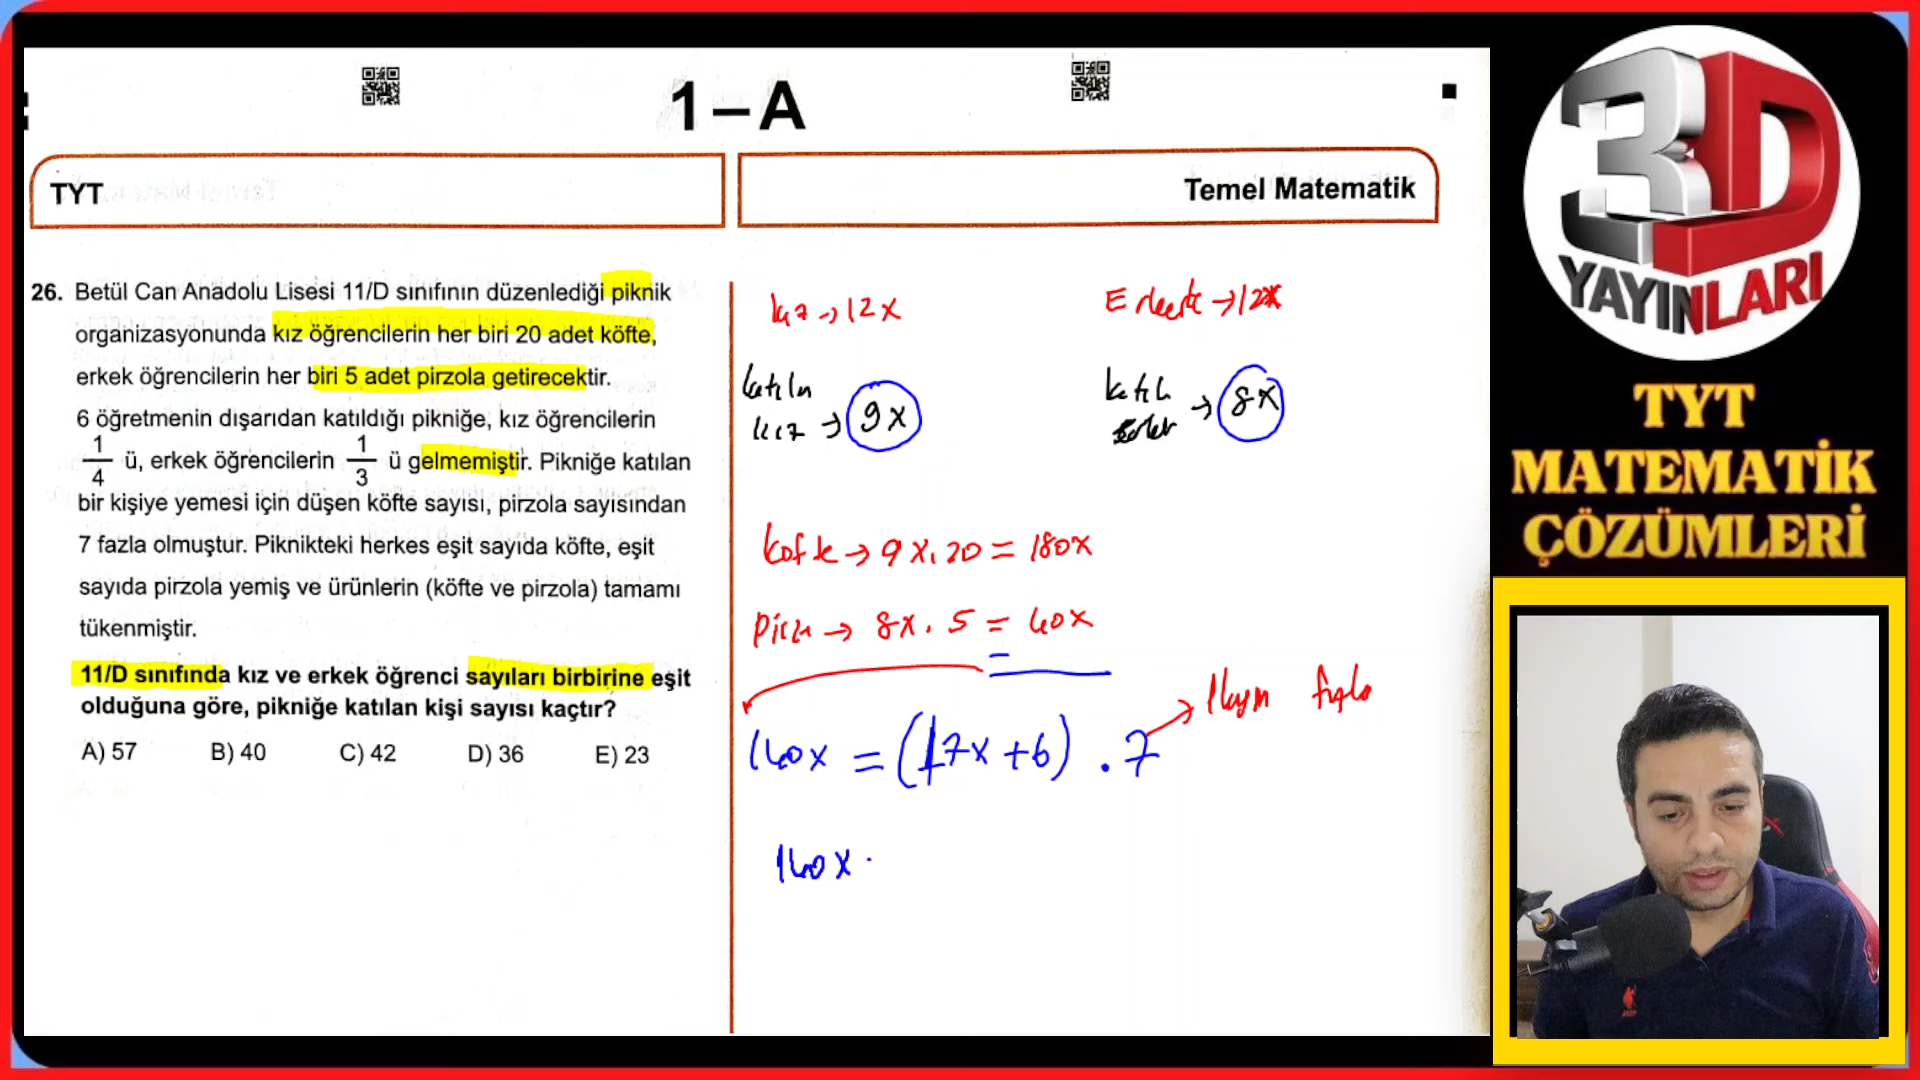 1 – A
TYT
Temel Matematik
26. Betül Can Anadolu Lisesi 11/D sınıfının düzenlediği piknik
organizasyonunda kız öğrencilerin her biri 20 adet köfte,
erkek öğrencilerin her biri 5 adet pirzola getirecektir.
6 öğretmenin dışarıdan katıldığı pikniğe, kız öğrencilerin
1/4 ü, erkek öğrencilerin 1/3 ü gelmemiştir. Pikniğe katılan
bir kişiye yemesi için düşen köfte sayısı, pirzola sayısından
7 fazla olmuştur. Piknikteki herkes eşit sayıda köfte, eşit
sayıda pirzola yemiş ve ürünlerin (köfte ve pirzola) tamamı
tükenmiştir.
11/D sınıfında kız ve erkek öğrenci sayıları birbirine eşit
olduğuna göre, pikniğe katılan kişi sayısı kaçtır?
A) 57 B) 40 C) 42 D) 36 E) 23
kız → 12x
Erkek → 12x
katılan
kız → 9x
katıl
→ 8x
köfte → 9x.20 = 180x
→ 8x.5 = 40x
140x = (17x+6).7
140x
3D
YAYINLARI
TYT
MATEMATİK
ÇÖZÜMLERİ